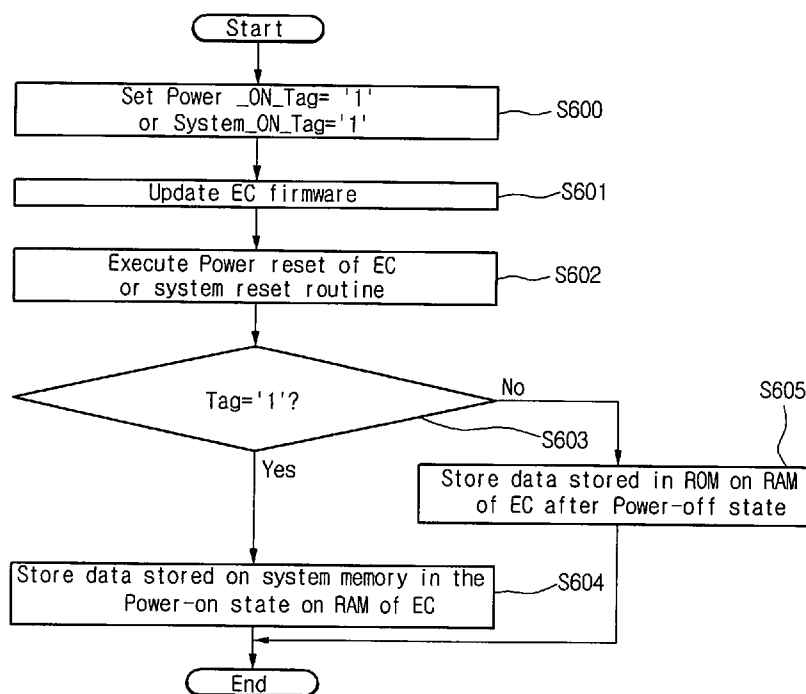 Start
Set Power _ON_Tag= '1'
or System_ON_Tag='1'
S600
Update EC firmware
S601
Execute Power reset of EC
or system reset routine
S602
Tag='1'?
No
S603
S605
Yes
Store data stored in ROM on RAM
of EC after Power-off state
Store data stored on system memory in the
Power-on state on RAM of EC
S604
End